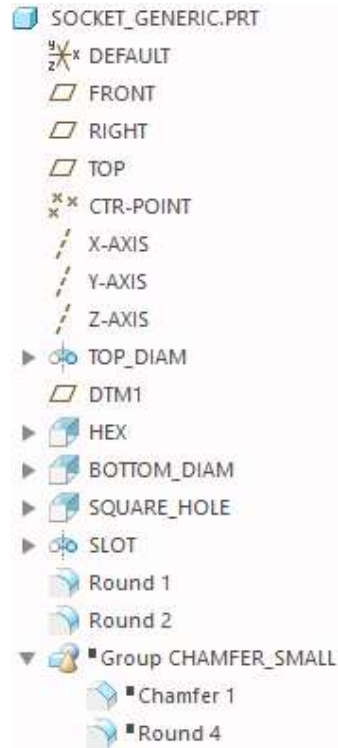 SOCKET_GENERIC.PRT
DEFAULT
FRONT
RIGHT
TOP
CTR-POINT
X-AXIS
Y-AXIS
Z-AXIS
TOP_DIAM
DTM1
HEX
BOTTOM_DIAM
SQUARE_HOLE
SLOT
Round 1
Round 2
Group CHAMFER_SMALL
Chamfer 1
Round 4